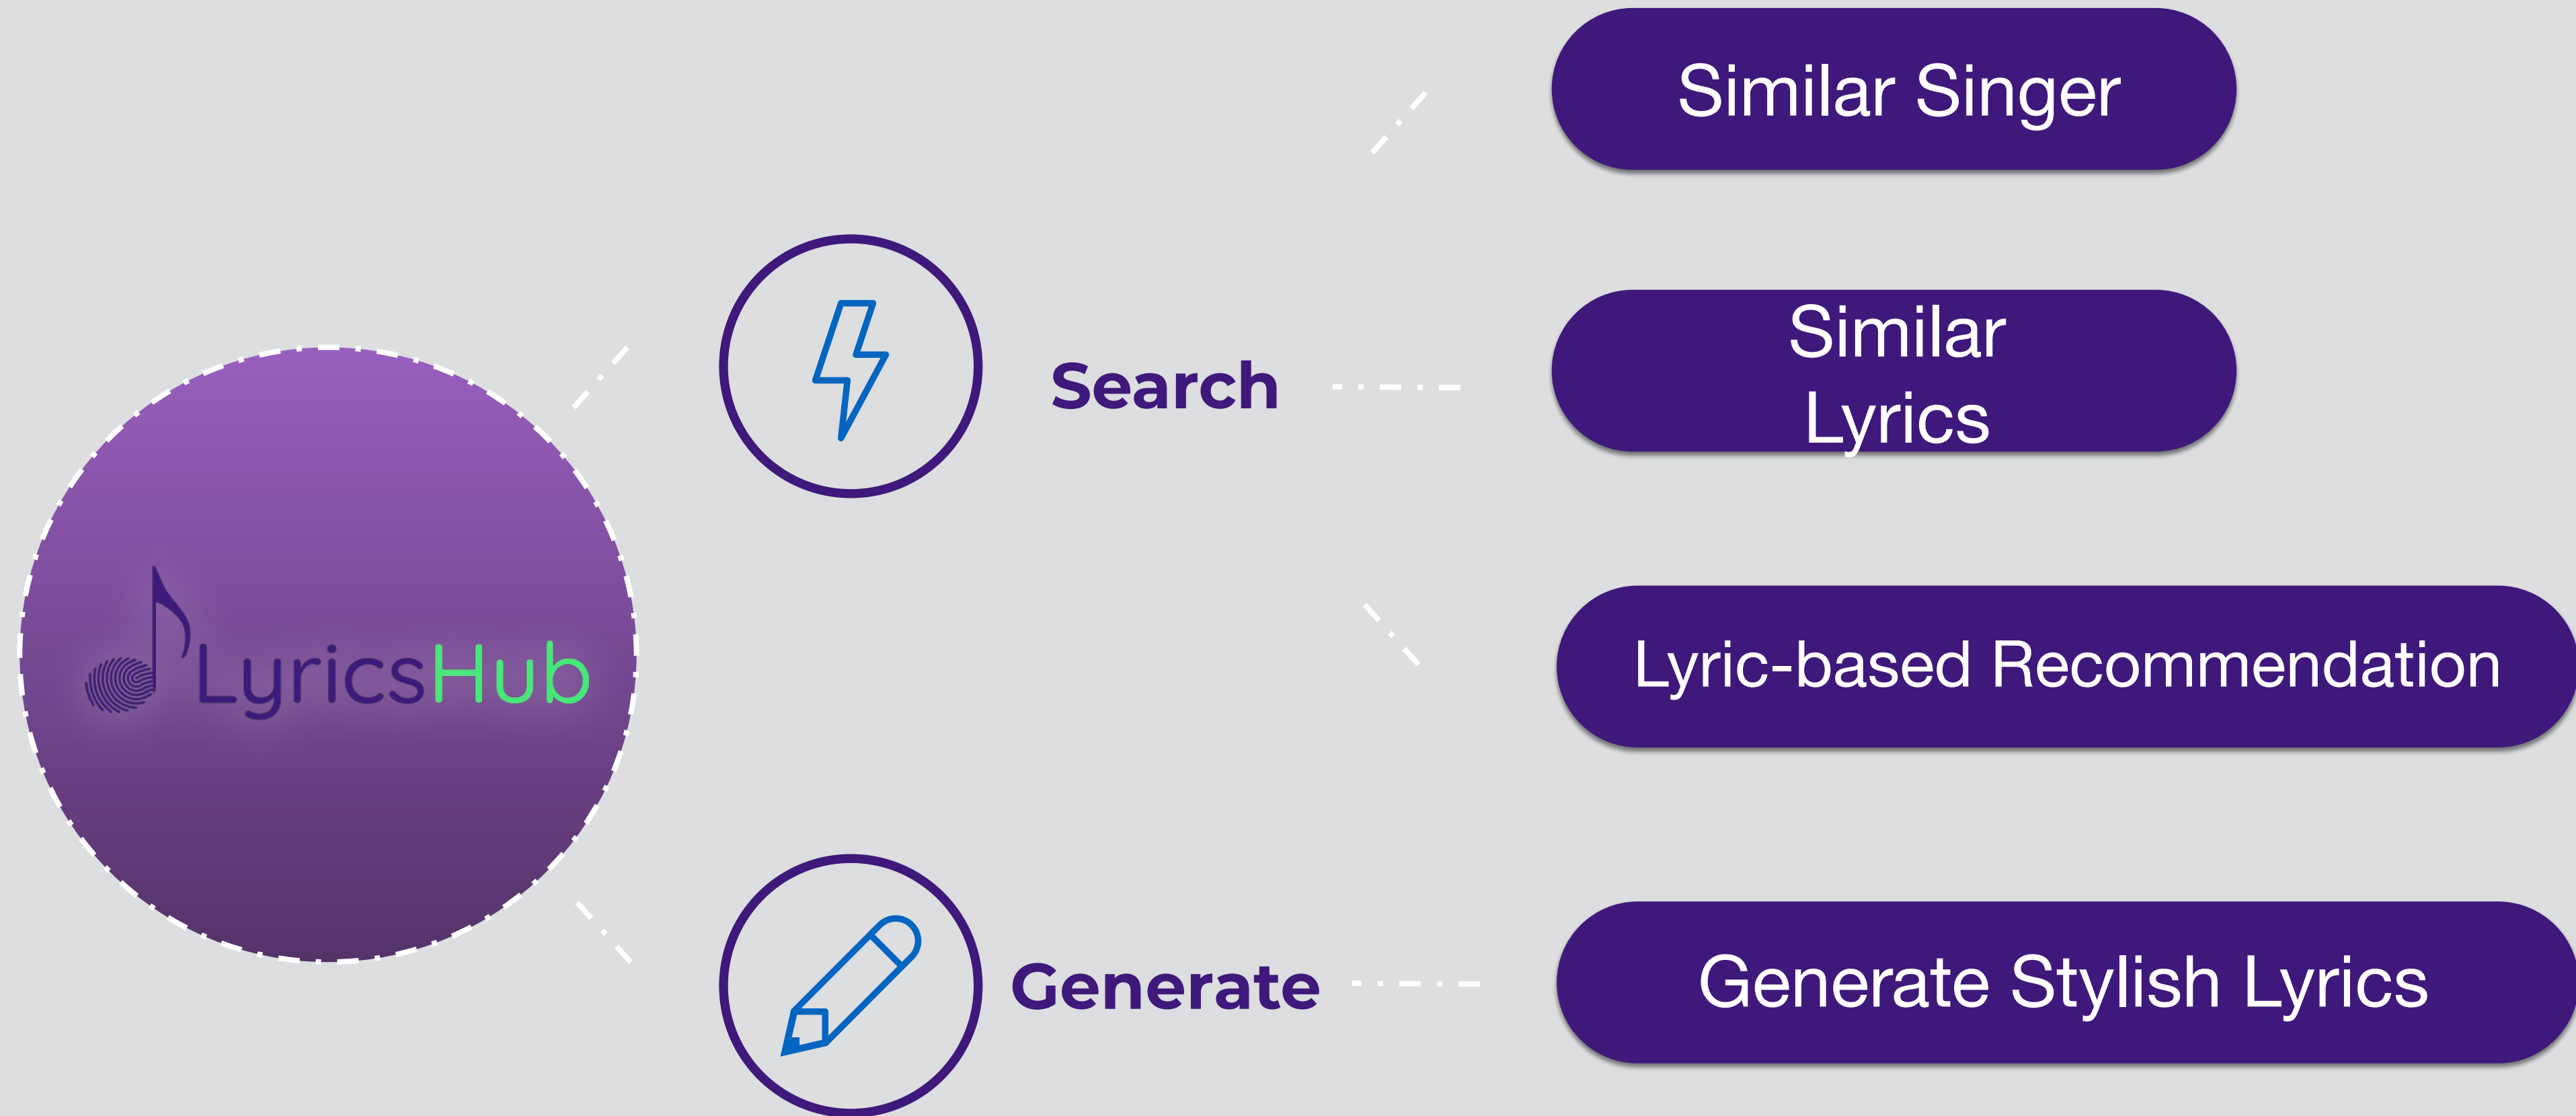 LyricsHub
Search
Similar Singer
Similar
Lyrics
Lyric-based Recommendation
Generate
Generate Stylish Lyrics